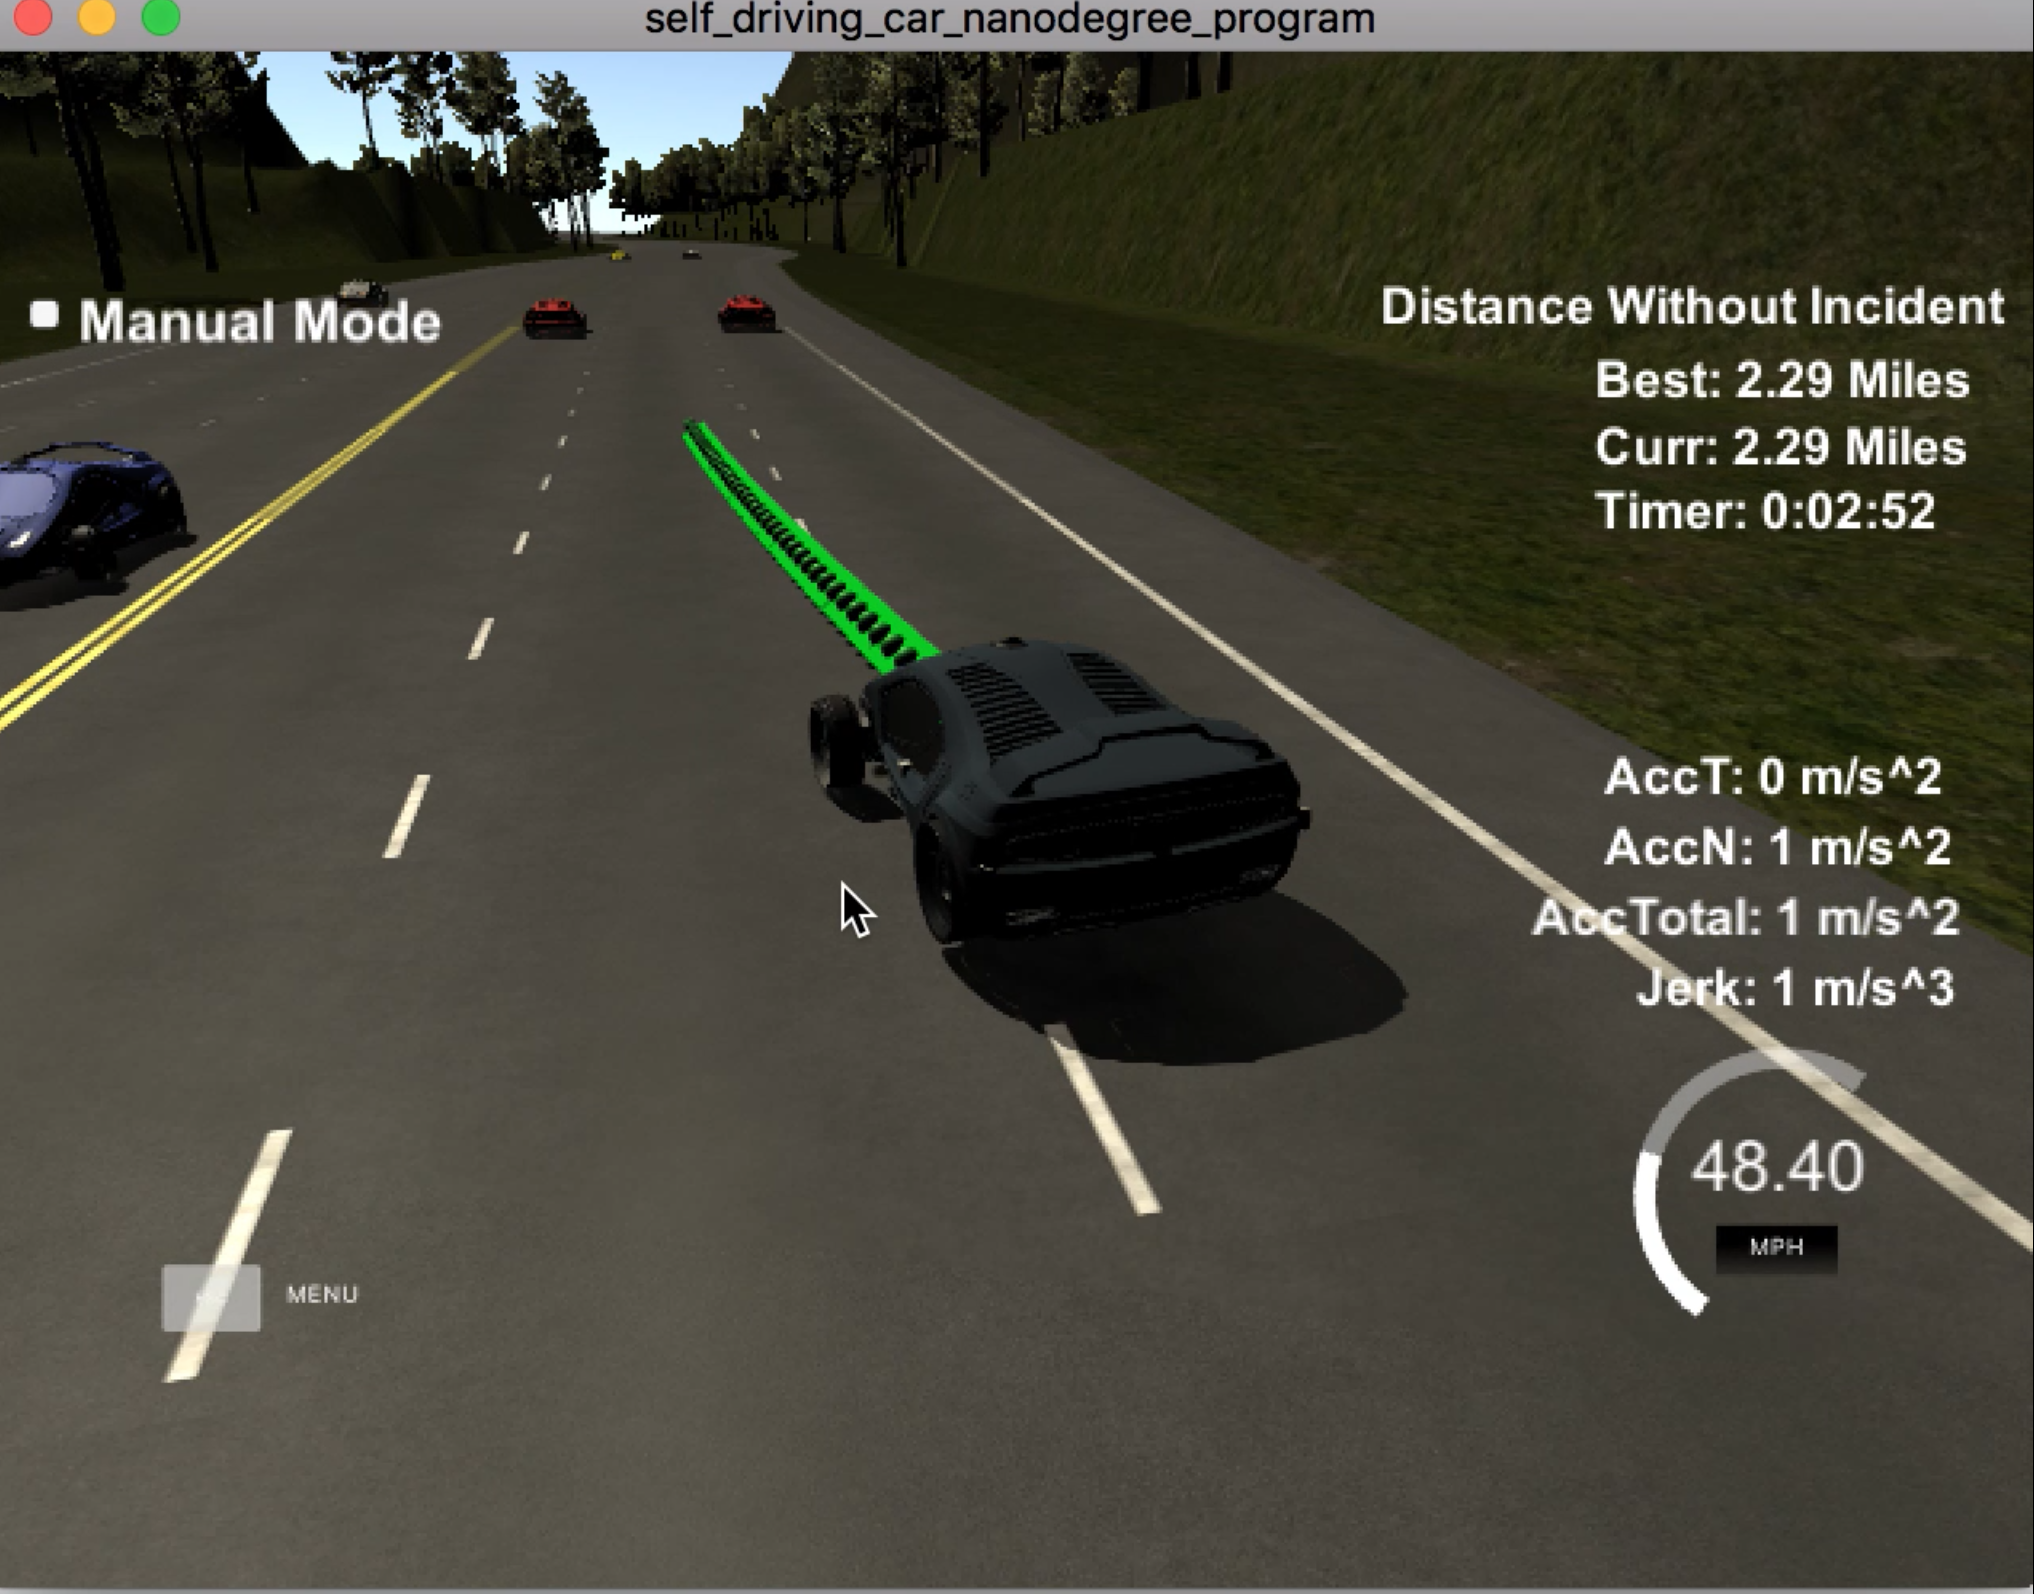 self_driving_car_nanodegree_program
Manual Mode
Distance Without Incident
Best: 2.29 Miles
Curr: 2.29 Miles
Timer: 0:02:52
AccT: 0 m/s^2
AccN: 1 m/s^2
AccTotal: 1 m/s^2
Jerk: 1 m/s^3
48.40
MPH
MENU